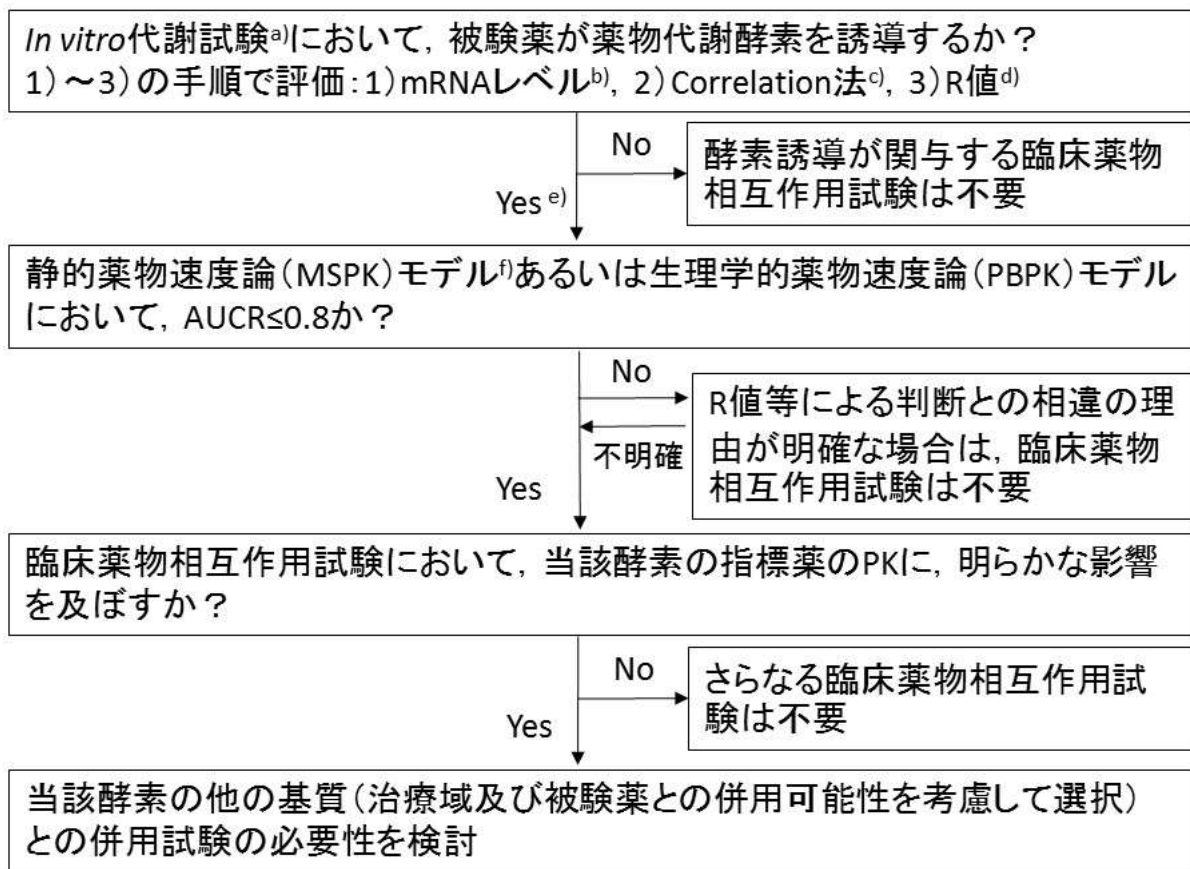 In vitro代謝試験a)において，被験薬が薬物代謝酵素を誘導するか？
1)～3)の手順で評価：1)mRNAレベルb)，2)Correlation法c)，3)R値d)
No
酵素誘導が関与する臨床薬物
相互作用試験は不要
Yes e)
静的薬物速度論(MSPK)モデルf)あるいは生理学的薬物速度論(PBPK)モデル
において，AUCR≤0.8か？
No
R値等による判断との相違の理
由が明確な場合は，臨床薬物
相互作用試験は不要
不明確
Yes
臨床薬物相互作用試験において，当該酵素の指標薬のPKに，明らかな影響
を及ぼすか？
No
さらなる臨床薬物相互作用試
験は不要
Yes
当該酵素の他の基質(治療域及び被験薬との併用可能性を考慮して選択)
との併用試験の必要性を検討